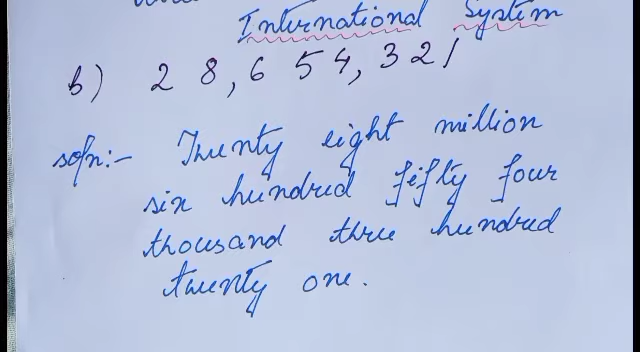 International System
b) 28,654,321
soln:- Twenty eight million
six hundred fifty four
thousand three hundred
twenty one.